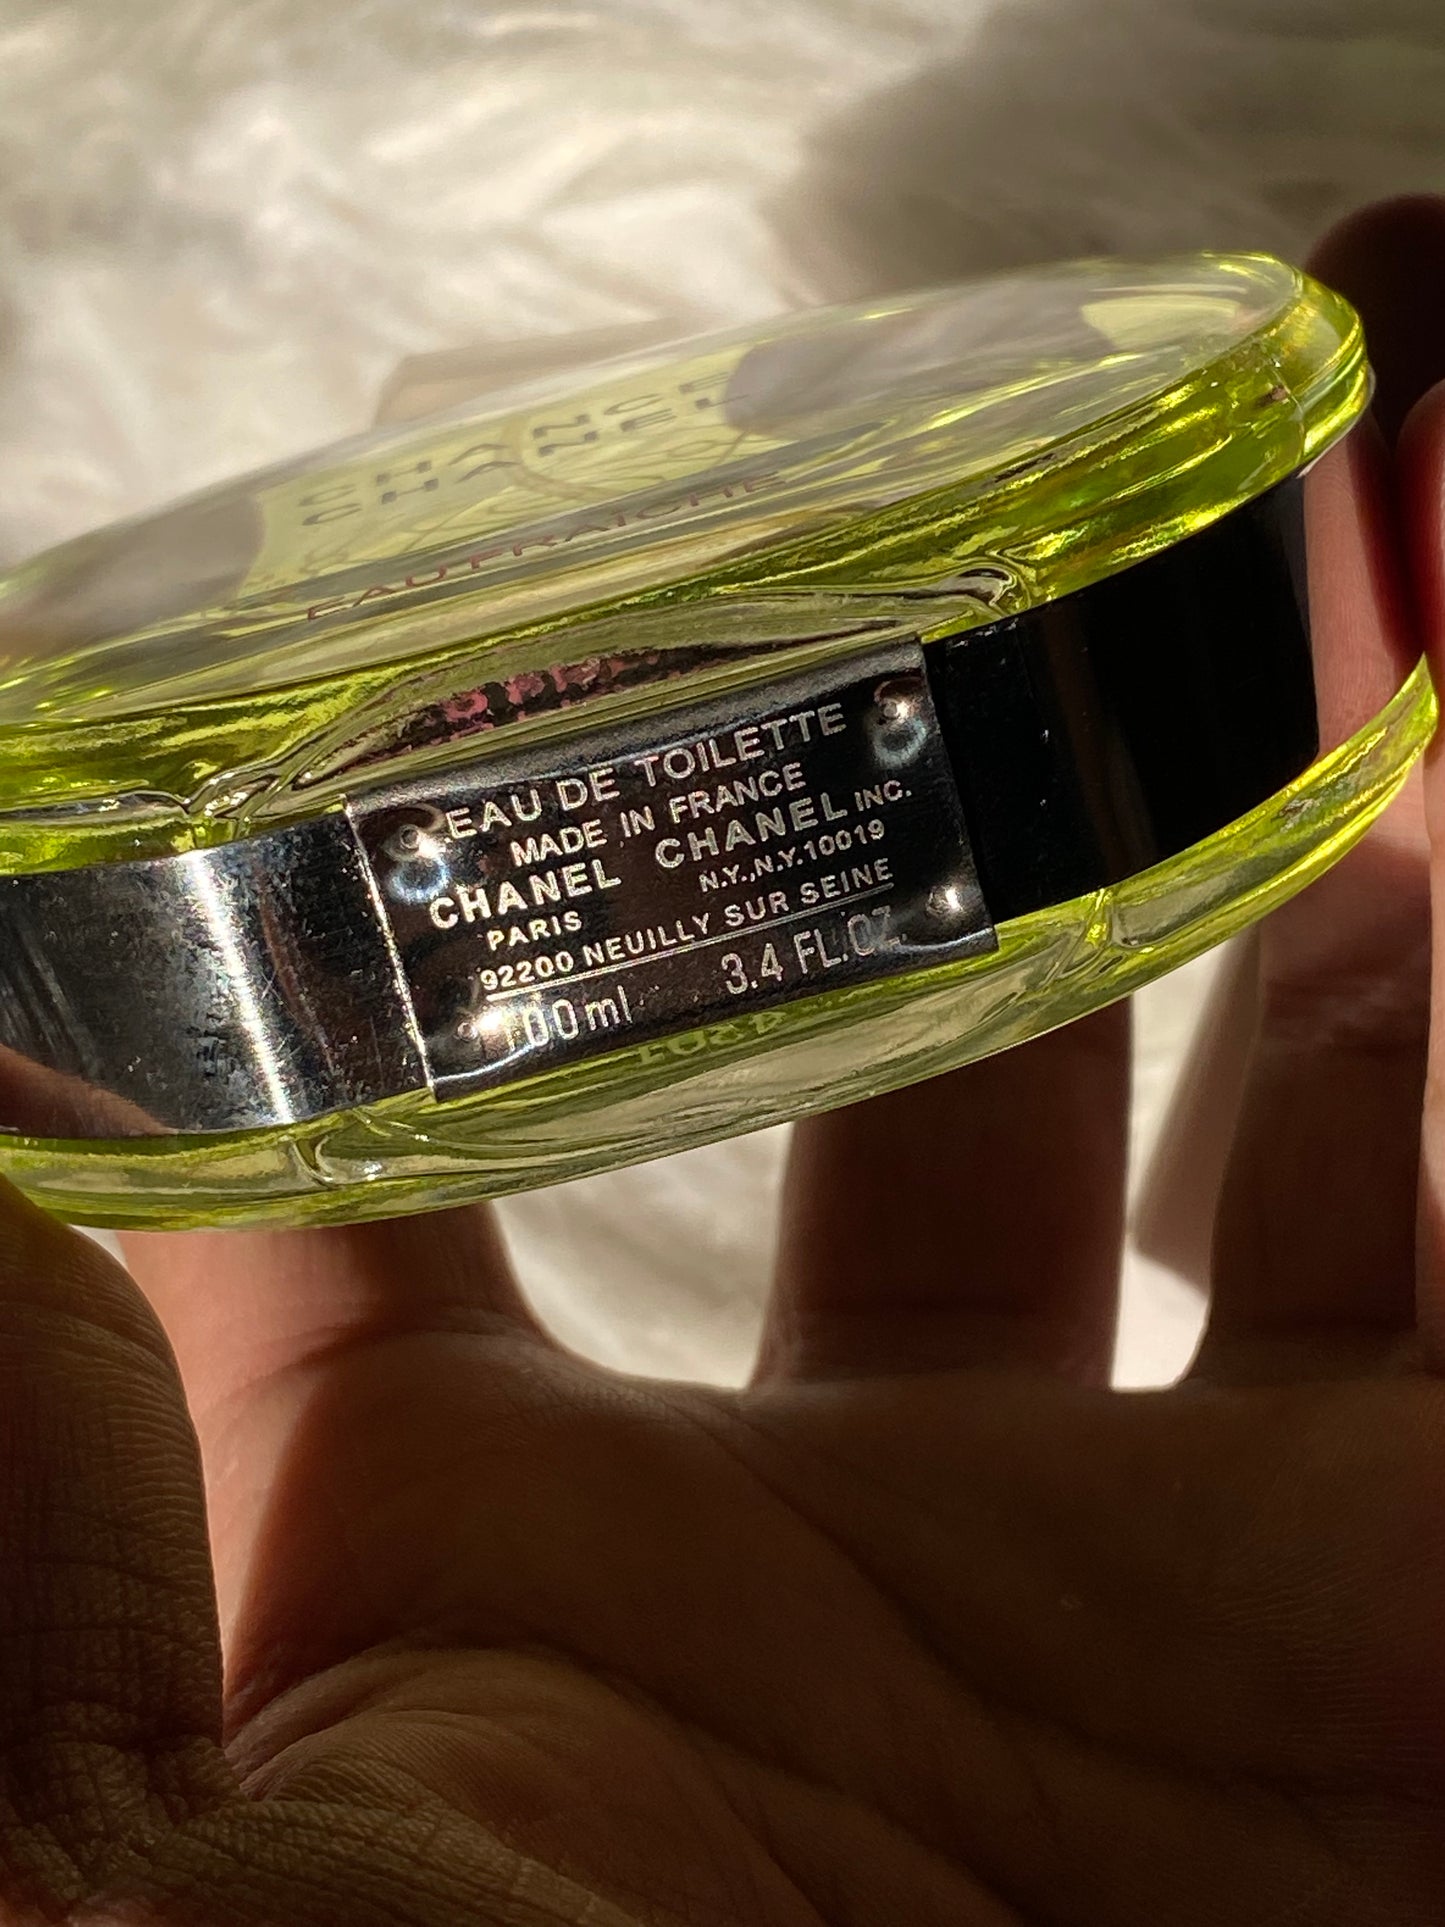 CHANCE
CHANEL
EAU FRAÎCHE
EAU DE TOILETTE
MADE IN FRANCE
CHANEL CHANEL INC.
PARIS N.Y.,N.Y.10019
92200 NEUILLY SUR SEINE
100ml 3.4 FL.OZ